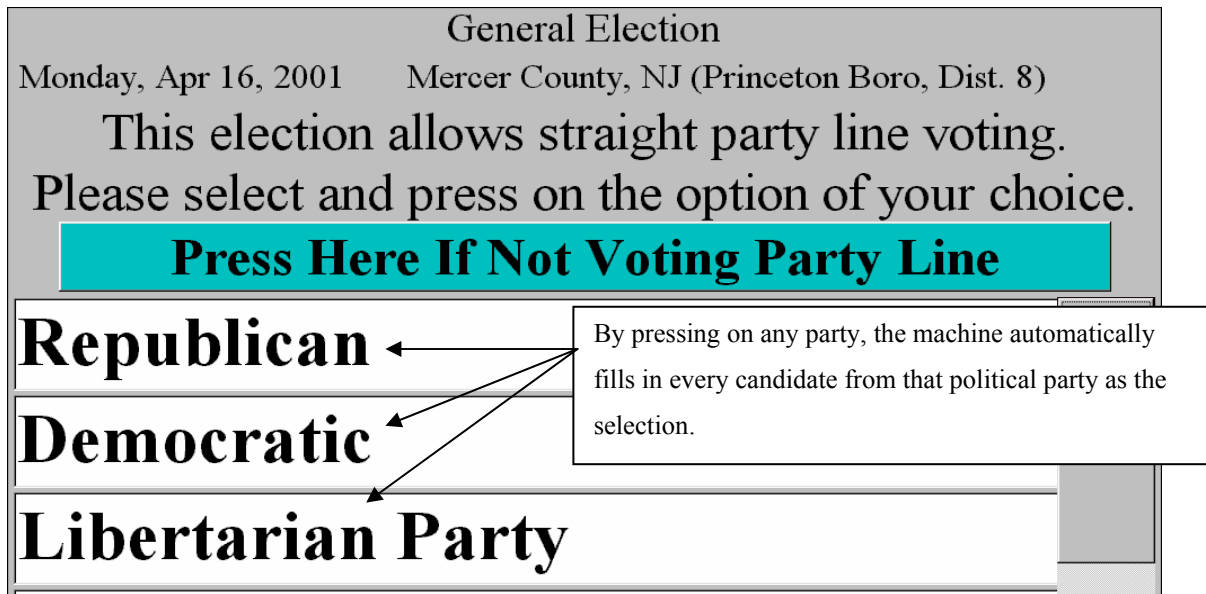 General Election
Monday, Apr 16, 2001 Mercer County, NJ (Princeton Boro, Dist. 8)
This election allows straight party line voting.
Please select and press on the option of your choice.
Press Here If Not Voting Party Line
Republican
By pressing on any party, the machine automatically
fills in every candidate from that political party as the
selection.
Democratic
Libertarian Party